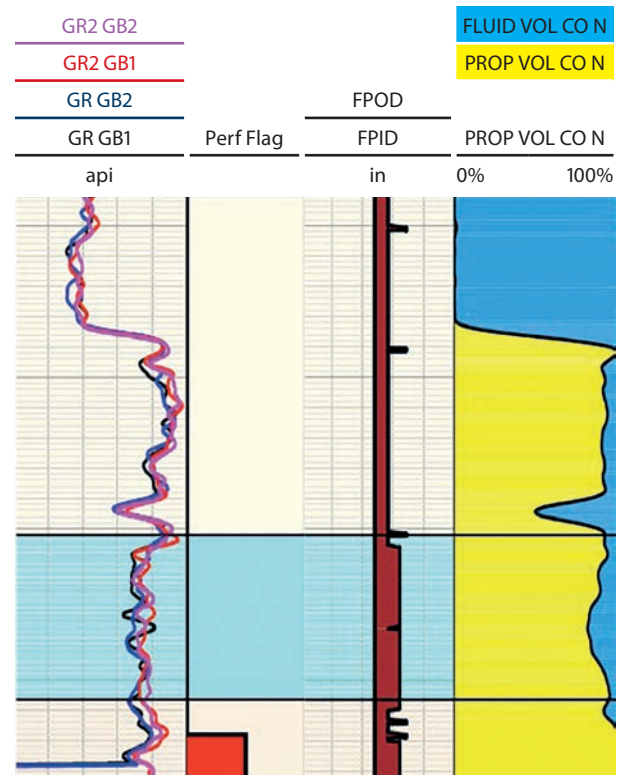 GR2 GB2
FLUID VOL CO N
GR2 GB1
PROP VOL CO N
GR GB2
FPOD
GR GB1
Perf Flag
FPID
PROP VOL CO N
api
in
0%
100%